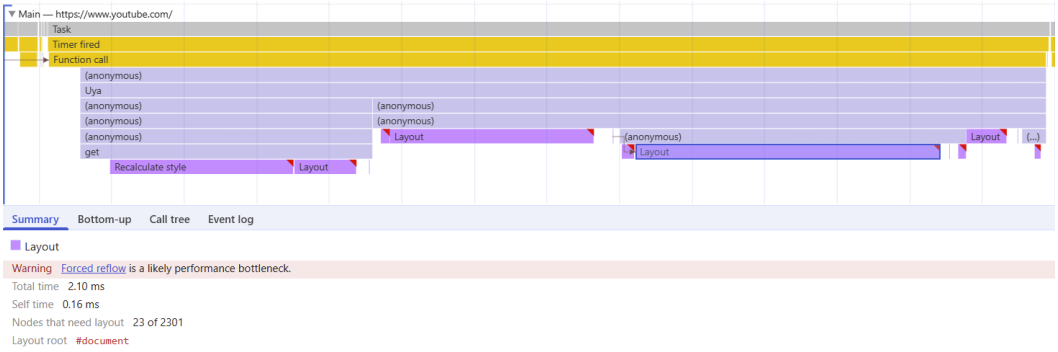 ▼ Main — https://www.youtube.com/
Task
Timer fired
Function call
(anonymous)
Uya
(anonymous) (anonymous)
(anonymous) (anonymous)
(anonymous) Layout (anonymous) Layout (...)
get Layout
Recalculate style Layout
Summary Bottom-up Call tree Event log
Layout
Warning Forced reflow is a likely performance bottleneck.
Total time 2.10 ms
Self time 0.16 ms
Nodes that need layout 23 of 2301
Layout root #document